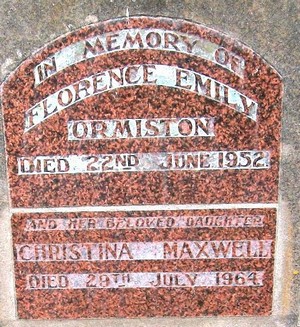 IN MEMORY OF
FLORENCE EMILY
ORMISTON
DIED 22ND JUNE 1952
AND HER BELOVED DAUGHTER
CHRISTINA MAXWELL
DIED 29TH JULY 1964